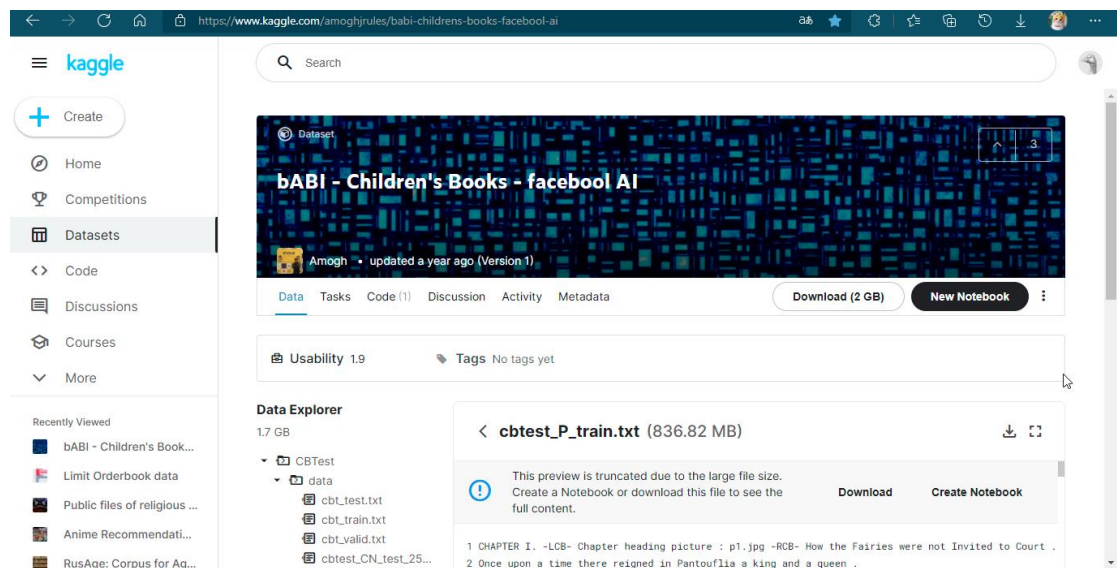 https://www.kaggle.com/amoghjrules/babi-childrens-books-facebool-ai
kaggle
Search
Create
Home
Competitions
Datasets
Code
Discussions
Courses
More
Recently Viewed
bABI - Children's Book...
Limit Orderbook data
Public files of religious ...
Anime Recommendati...
RusAge: Corpus for Ag...
Dataset
3
bABI - Children's Books - facebool AI
Amogh • updated a year ago (Version 1)
Data Tasks Code (1) Discussion Activity Metadata
Download (2 GB) New Notebook
Usability 1.9 Tags No tags yet
Data Explorer
1.7 GB
CBTest
data
cbt_test.txt
cbt_train.txt
cbt_valid.txt
cbtest_CN_test_25...
cbtest_P_train.txt (836.82 MB)
This preview is truncated due to the large file size.
Create a Notebook or download this file to see the
full content.
Download Create Notebook
1 CHAPTER I. -LCB- Chapter heading picture : p1.jpg -RCB- How the Fairies were not Invited to Court .
2 Once upon a time there reigned in Pantouflia a king and a queen .